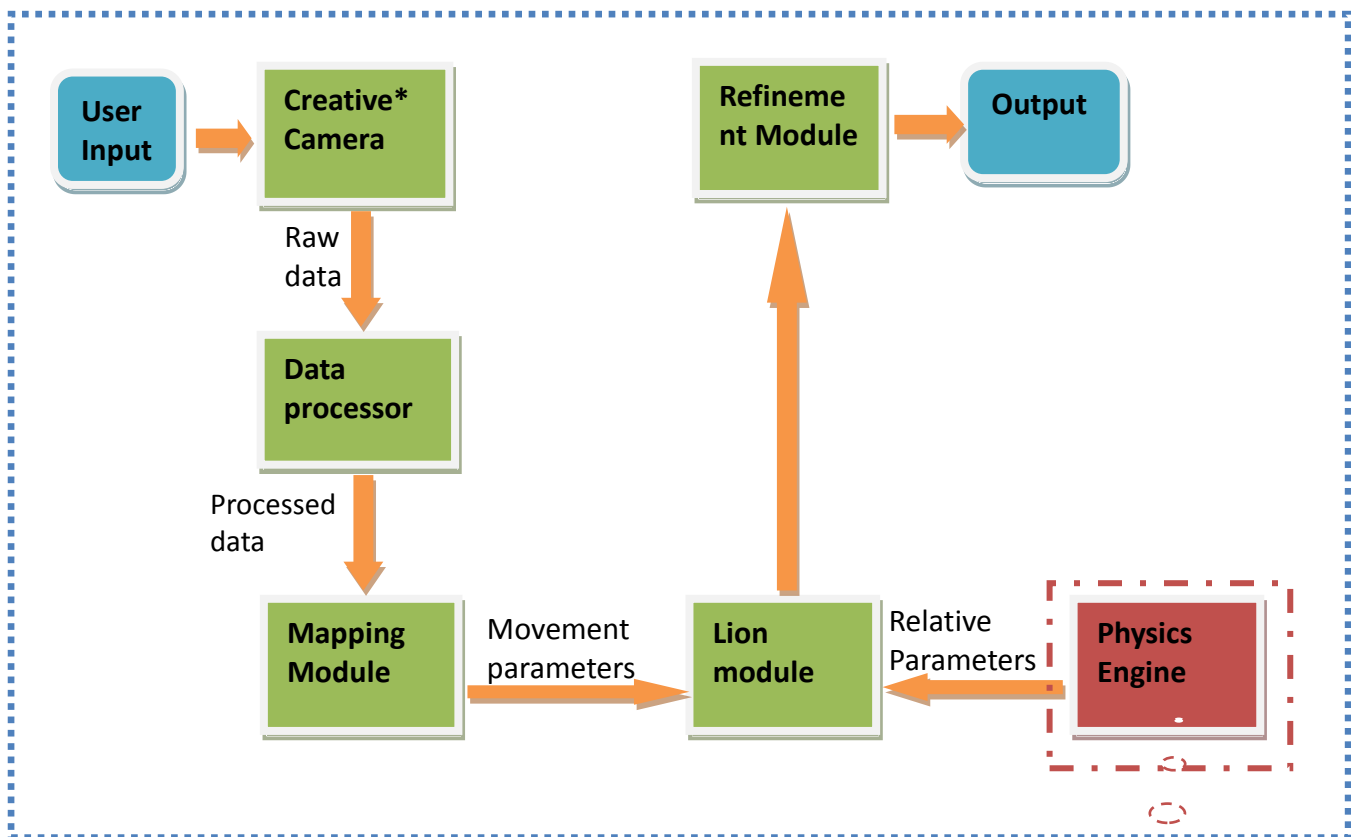 User
Input
Creative*
Camera
Raw
data
Data
processor
Processed
data
Mapping
Module
Movement
parameters
Lion
module
Relative
Parameters
Physics
Engine
Refineme
nt Module
Output